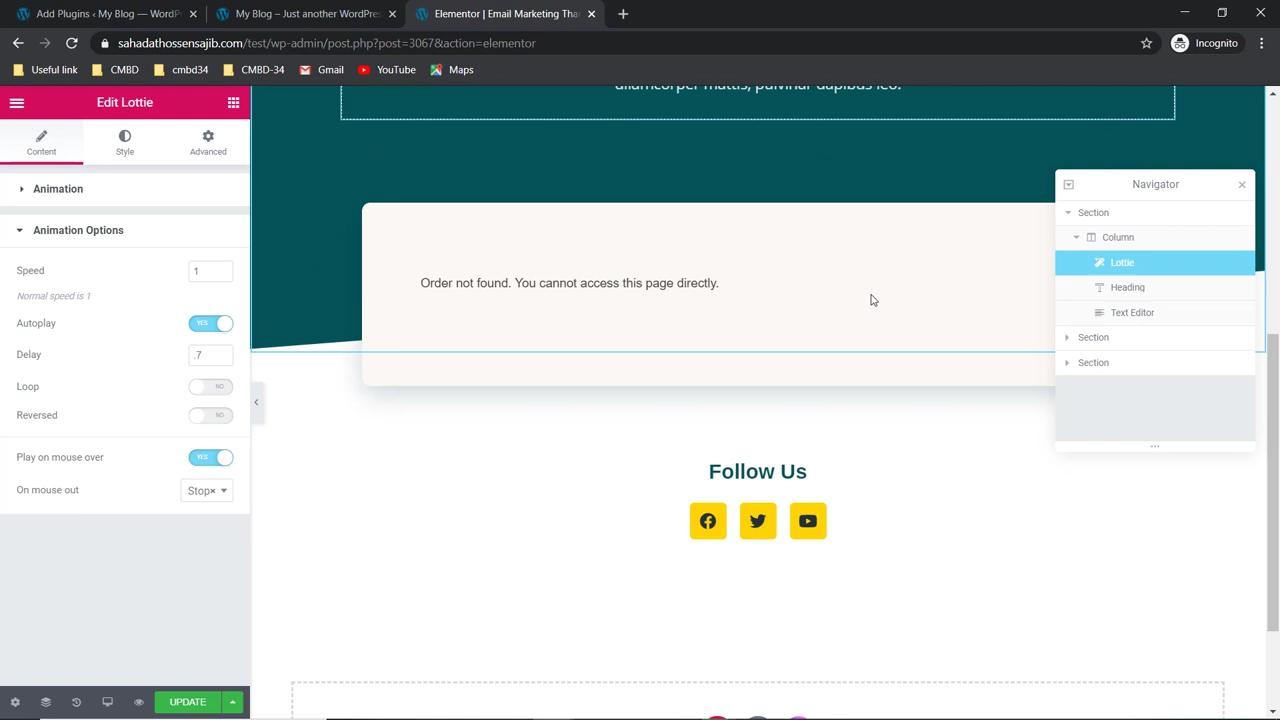 Add Plugins < My Blog — WordPr
My Blog – Just another WordPres
Elementor | Email Marketing Tha
sahadathossensajib.com/test/wp-admin/post.php?post=3067&action=elementor
Incognito
Useful link
CMBD
cmbd34
CMBD-34
Gmail
YouTube
Maps
Edit Lottie
Content
Style
Advanced
Animation
Animation Options
Speed
1
Normal speed is 1
Autoplay
YES
Delay
.7
Loop
NO
Reversed
NO
Play on mouse over
YES
On mouse out
Stop×
UPDATE
ullamcorper mattis, pulvinar dapibus leo.
Order not found. You cannot access this page directly.
Follow Us
Navigator
Section
Column
Lottie
Heading
Text Editor
Section
Section